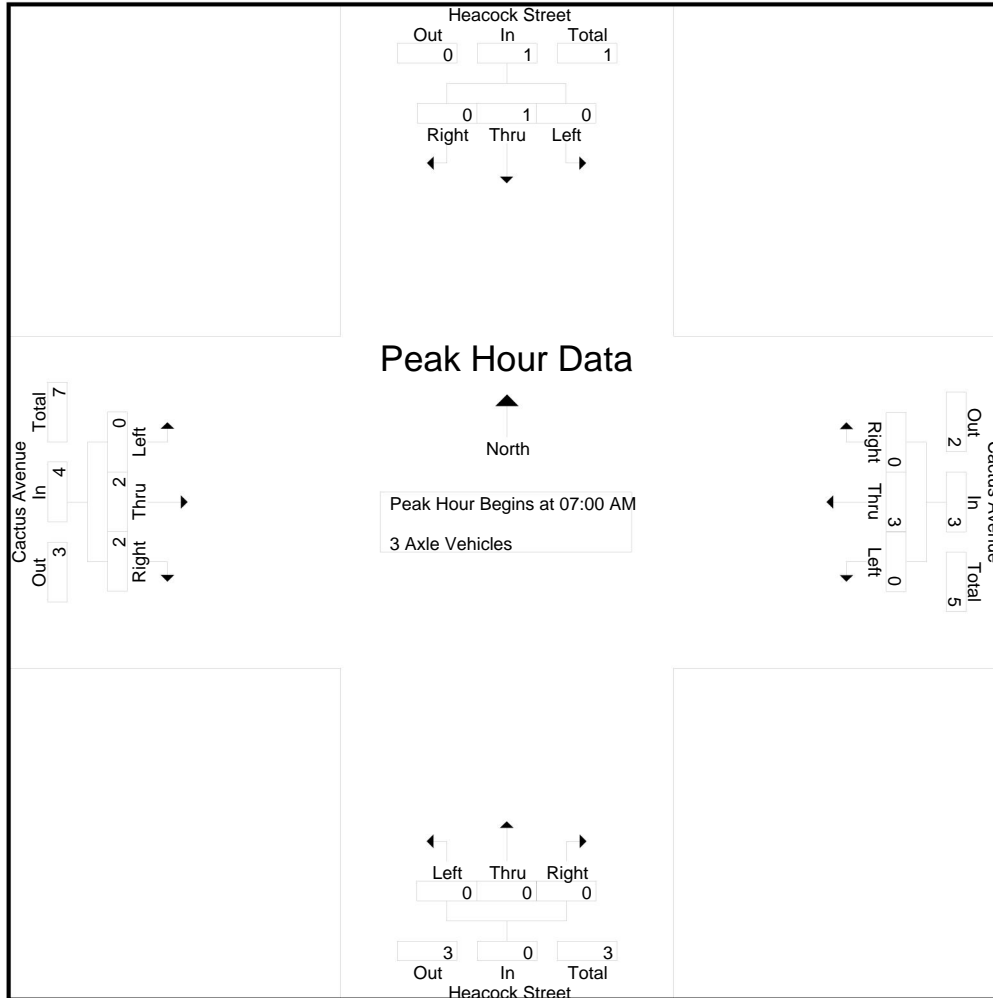 Heacock Street
Out In Total
0 1 1
0 1 0
Right Thru Left
Peak Hour Data
North
Peak Hour Begins at 07:00 AM
3 Axle Vehicles
Cactus Avenue
Out In Total
3 4 7
Right Thru Left
2 2 0
Cactus Avenue
Out In Total
2 3 5
Right Thru Left
0 3 0
Left Thru Right
0 0 0
3 0 3
Out In Total
Heacock Street